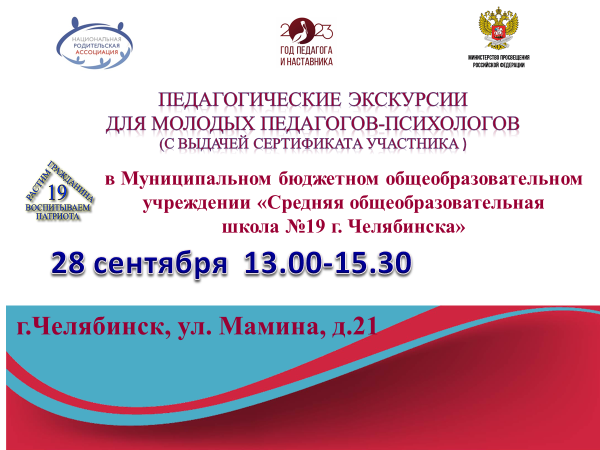 НАЦИОНАЛЬНАЯ
РОДИТЕЛЬСКАЯ
АССОЦИАЦИЯ
2023
ГОД ПЕДАГОГА
И НАСТАВНИКА
МИНИСТЕРСТВО ПРОСВЕЩЕНИЯ
РОССИЙСКОЙ ФЕДЕРАЦИИ
ПЕДАГОГИЧЕСКИЕ ЭКСКУРСИИ
ДЛЯ МОЛОДЫХ ПЕДАГОГОВ-ПСИХОЛОГОВ
(С ВЫДАЧЕЙ СЕРТИФИКАТА УЧАСТНИКА )
РАСТИМ ГРАЖДАНИНА
19
ВОСПИТЫВАЕМ
ПАТРИОТА
в Муниципальном бюджетном общеобразовательном
учреждении «Средняя общеобразовательная
школа №19 г. Челябинска»
28 сентября 13.00-15.30
г.Челябинск, ул. Мамина, д.21